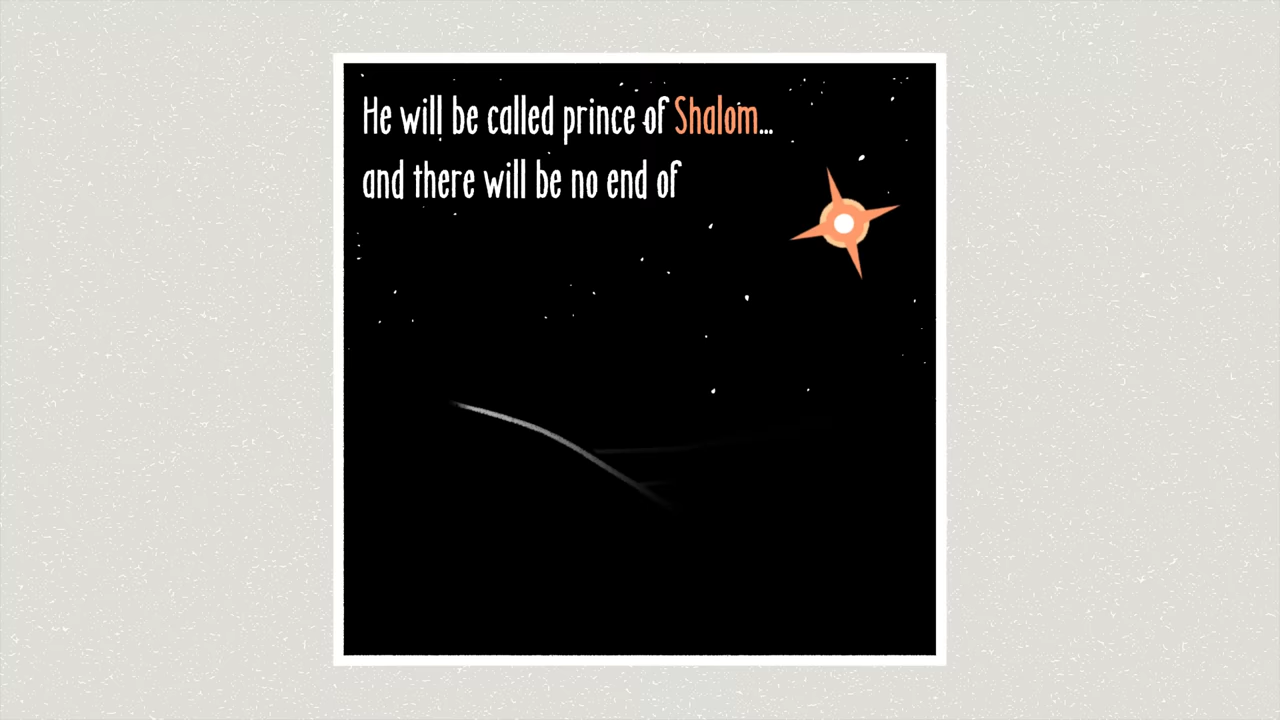 He will be called prince of Shalom...
and there will be no end of